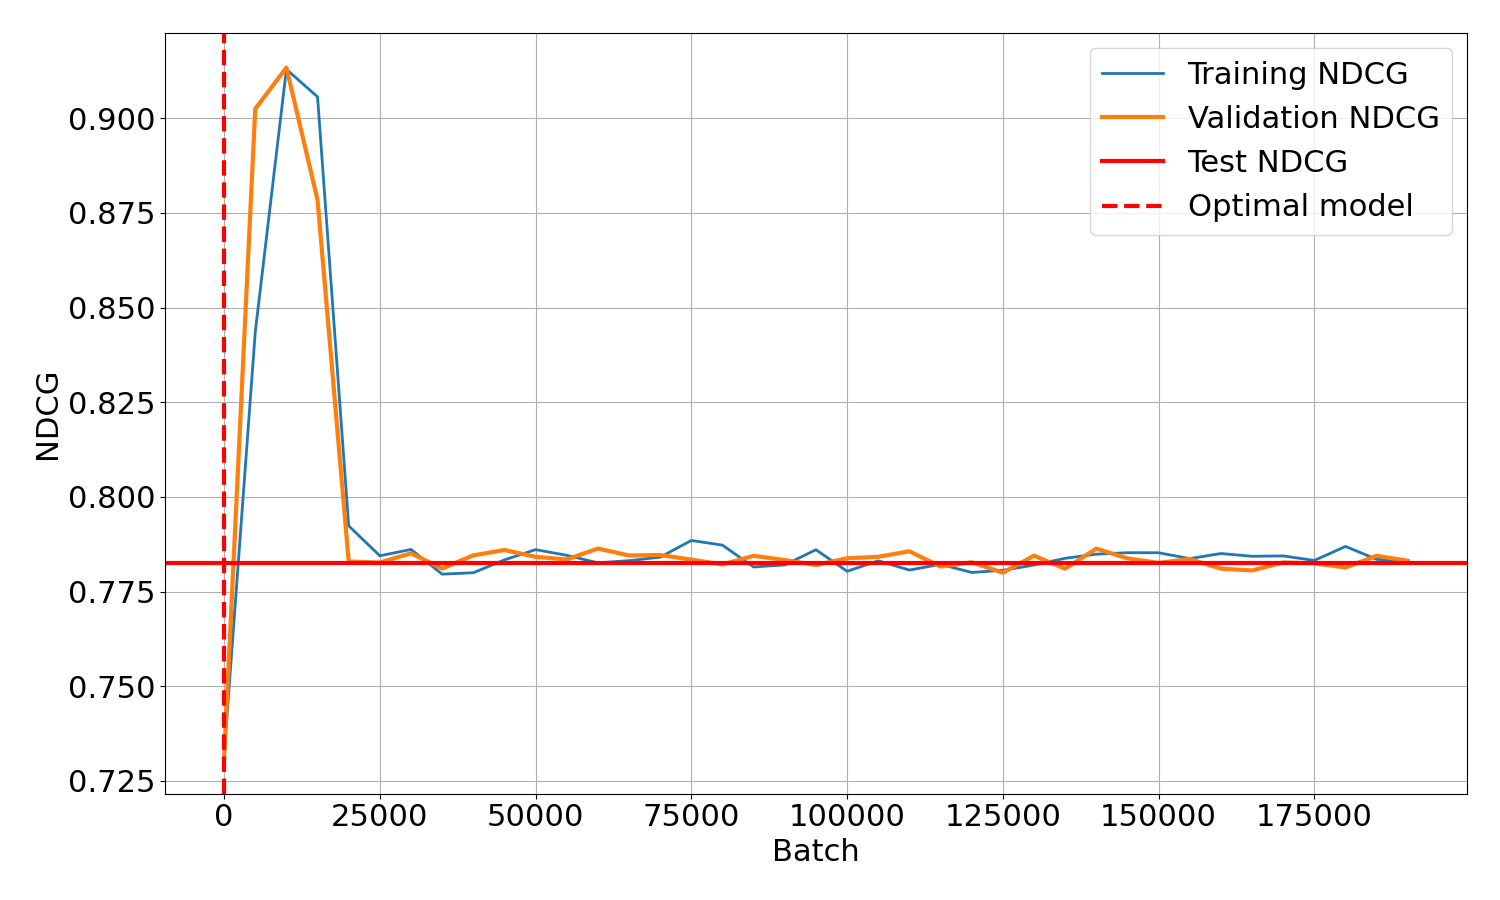 Training NDCG
Validation NDCG
Test NDCG
Optimal model
0.900
0.875
0.850
0.825
0.800
0.775
0.750
0.725
NDCG
0 25000 50000 75000 100000 125000 150000 175000
Batch